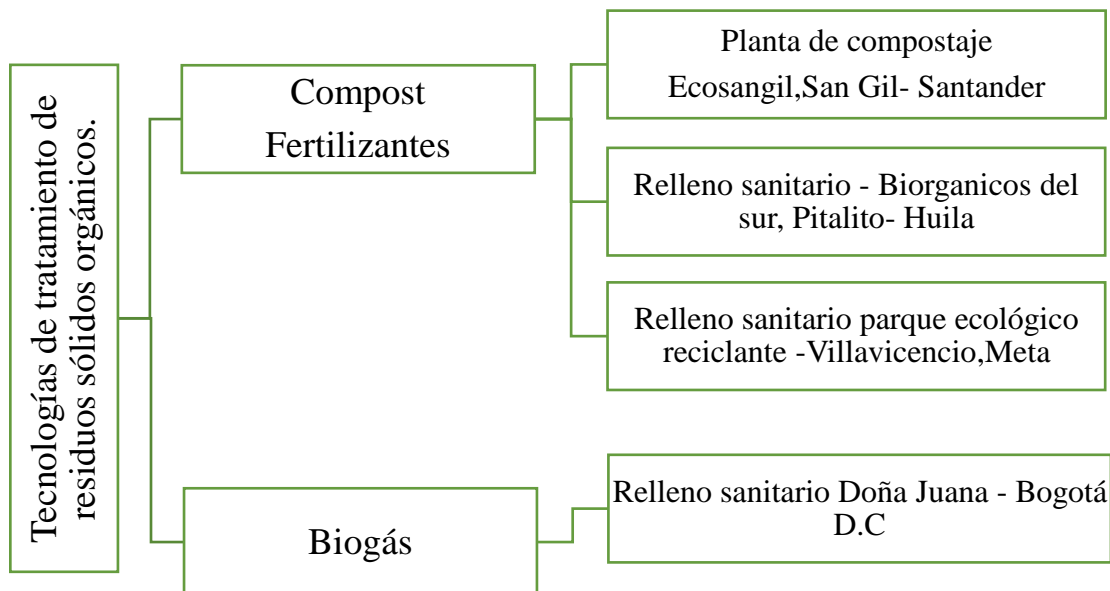 Tecnologías de tratamiento de
residuos sólidos orgánicos.
Compost
Fertilizantes
Planta de compostaje
Ecosangil,San Gil- Santander
Relleno sanitario - Biorganicos del
sur, Pitalito- Huila
Relleno sanitario parque ecológico
reciclante -Villavicencio,Meta
Biogás
Relleno sanitario Doña Juana - Bogotá
D.C